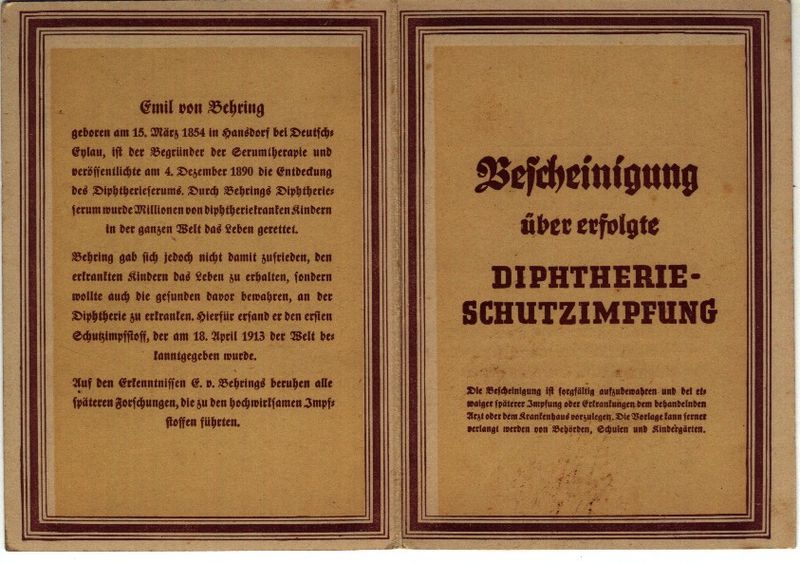 Emil von Behring
geboren am 15. März 1854 in Hansdorf bei Deutsch-
Eylau, ist der Begründer der Serumtherapie und
veröffentlichte am 4. Dezember 1890 die Entdeckung
des Diphtherieserums. Durch Behrings Diphtherie-
serum wurde Millionen von diphtheriekranken Kindern
in der ganzen Welt das Leben gerettet.
Behring gab sich jedoch nicht damit zufrieden, den
erkrankten Kindern das Leben zu erhalten, sondern
wollte auch die gesunden davor bewahren, an der
Diphtherie zu erkranken. Hierfür erfand er den ersten
Schutzimpfstoff, der am 18. April 1913 der Welt be-
kanntgegeben wurde.
Auf den Erkenntnissen E. v. Behrings beruhen alle
späteren Forschungen, die zu den hochwirksamen Impf-
stoffen führten.
Bescheinigung
über erfolgte
DIPHTHERIE-
SCHUTZIMPFUNG
Die Bescheinigung ist sorgfältig aufzubewahren und bei et-
waiger späterer Impfung oder Erkrankungen dem behandelnden
Arzt oder dem Krankenhaus vorzulegen. Die Vorlage kann ferner
verlangt werden von Behörden, Schulen und Kindergärten.